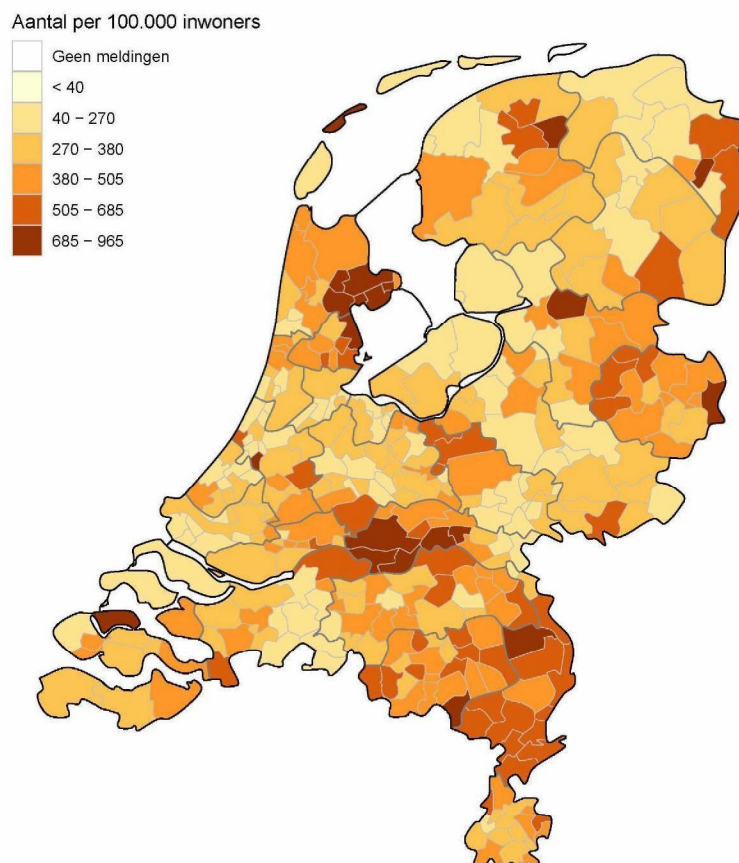 Aantal per 100.000 inwoners
Geen meldingen
< 40
40 – 270
270 – 380
380 – 505
505 – 685
685 – 965